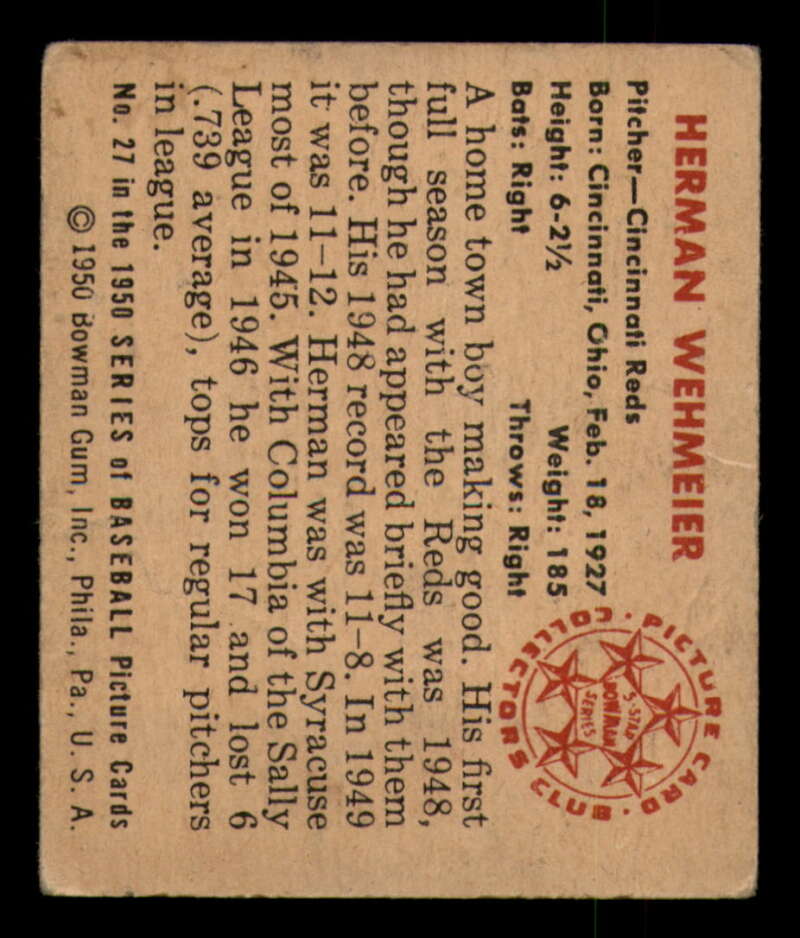 HERMAN WEHMEIER
Pitcher—Cincinnati Reds
Born: Cincinnati, Ohio, Feb. 18, 1927
Height: 6-2½ Weight: 185
Bats: Right Throws: Right
A home town boy making good. His first
full season with the Reds was 1948,
though he had appeared briefly with them
before. His 1948 record was 11–8. In 1949
it was 11–12. Herman was with Syracuse
most of 1945. With Columbia of the Sally
League in 1946 he won 17 and lost 6
(.739 average), tops for regular pitchers
in league.
No. 27 in the 1950 SERIES of BASEBALL Picture Cards
©1950 Bowman Gum, Inc., Phila., Pa., U. S. A.
PICTURE CARD · COLLECTORS CLUB ·
5-STAR
BOWMAN
SERIES